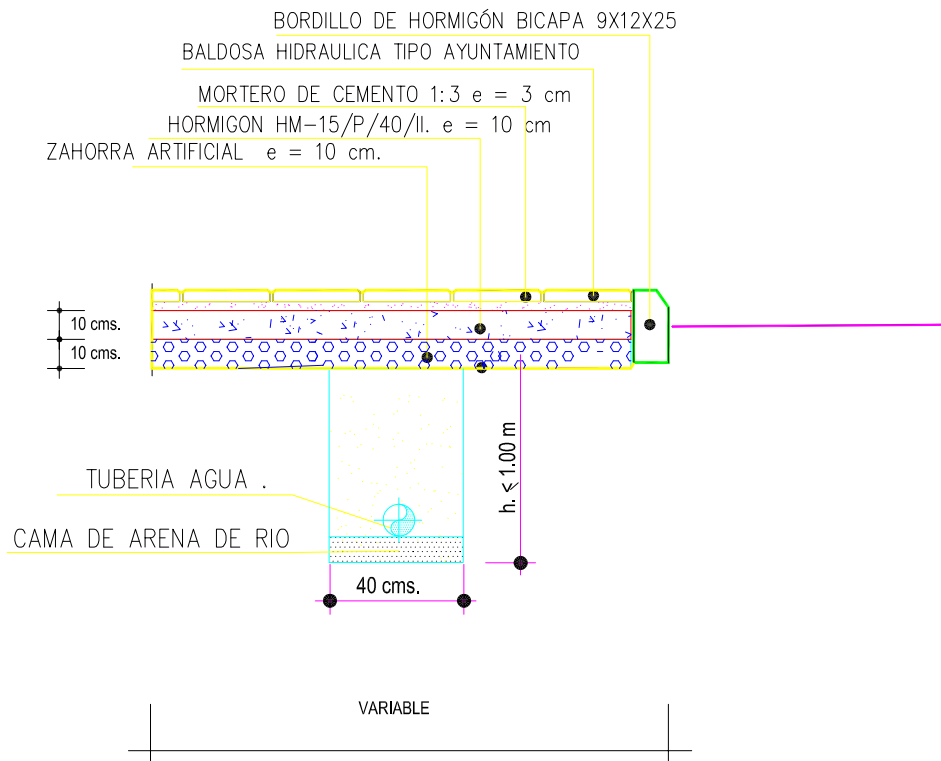 BORDILLO DE HORMIGÓN BICAPA 9X12X25
BALDOSA HIDRAULICA TIPO AYUNTAMIENTO
MORTERO DE CEMENTO 1:3 e = 3 cm
HORMIGON HM-15/P/40/II. e = 10 cm
ZAHORRA ARTIFICIAL e = 10 cm.
10 cms.
10 cms.
h. ≤ 1.00 m
TUBERIA AGUA .
CAMA DE ARENA DE RIO
40 cms.
VARIABLE